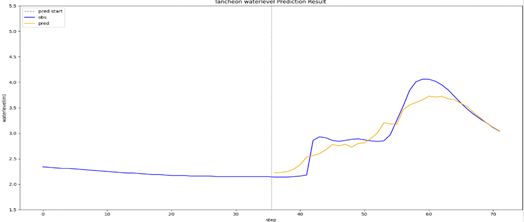 Tancheon Waterlevel Prediction Result
pred start
obs
pred
waterlevel(m)
5.5
5.0
4.5
4.0
3.5
3.0
2.5
2.0
1.5
0 10 20 30 40 50 60 70
step